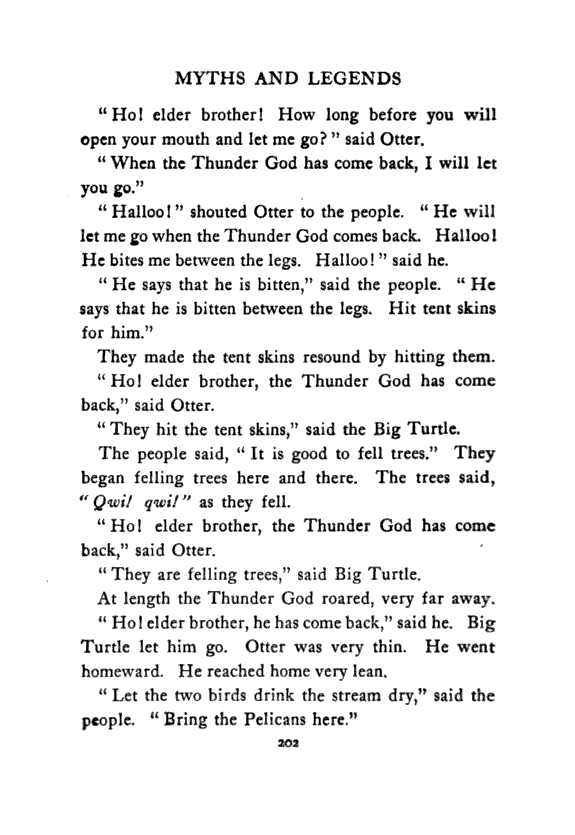 MYTHS AND LEGENDS
“Ho! elder brother! How long before you will
open your mouth and let me go?” said Otter.
“When the Thunder God has come back, I will let
you go.”
“Halloo!” shouted Otter to the people. “He will
let me go when the Thunder God comes back. Halloo!
He bites me between the legs. Halloo!” said he.
“He says that he is bitten,” said the people. “He
says that he is bitten between the legs. Hit tent skins
for him.”
They made the tent skins resound by hitting them.
“Ho! elder brother, the Thunder God has come
back,” said Otter.
“They hit the tent skins,” said the Big Turtle.
The people said, “It is good to fell trees.” They
began felling trees here and there. The trees said,
“Qwi! qwi!” as they fell.
“Ho! elder brother, the Thunder God has come
back,” said Otter.
“They are felling trees,” said Big Turtle.
At length the Thunder God roared, very far away.
“Ho! elder brother, he has come back,” said he. Big
Turtle let him go. Otter was very thin. He went
homeward. He reached home very lean.
“Let the two birds drink the stream dry,” said the
people. “Bring the Pelicans here.”
202